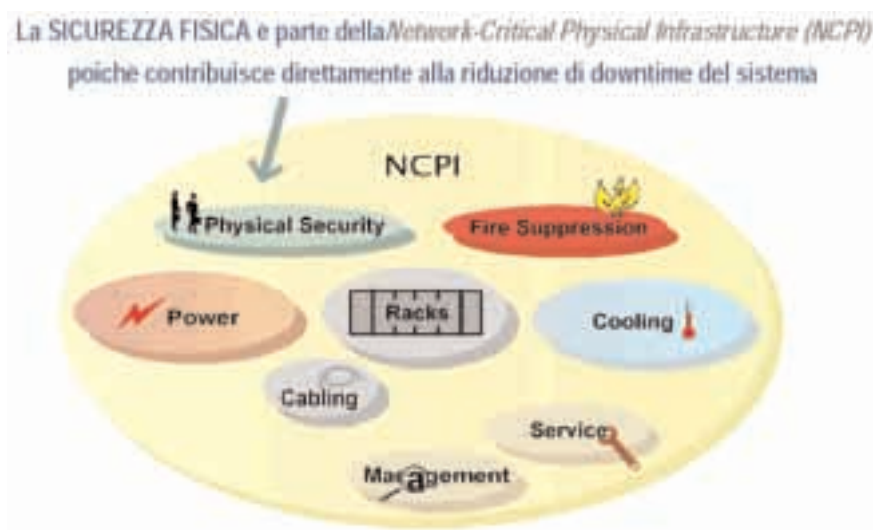 La SICUREZZA FISICA e parte della Network-Critical Physical Infrastructure (NCPI)
poiche contribuisce direttamente alla riduzione di downtime del sistema
NCPI
Physical Security
Fire Suppression
Power
Racks
Cooling
Cabling
Service
Management